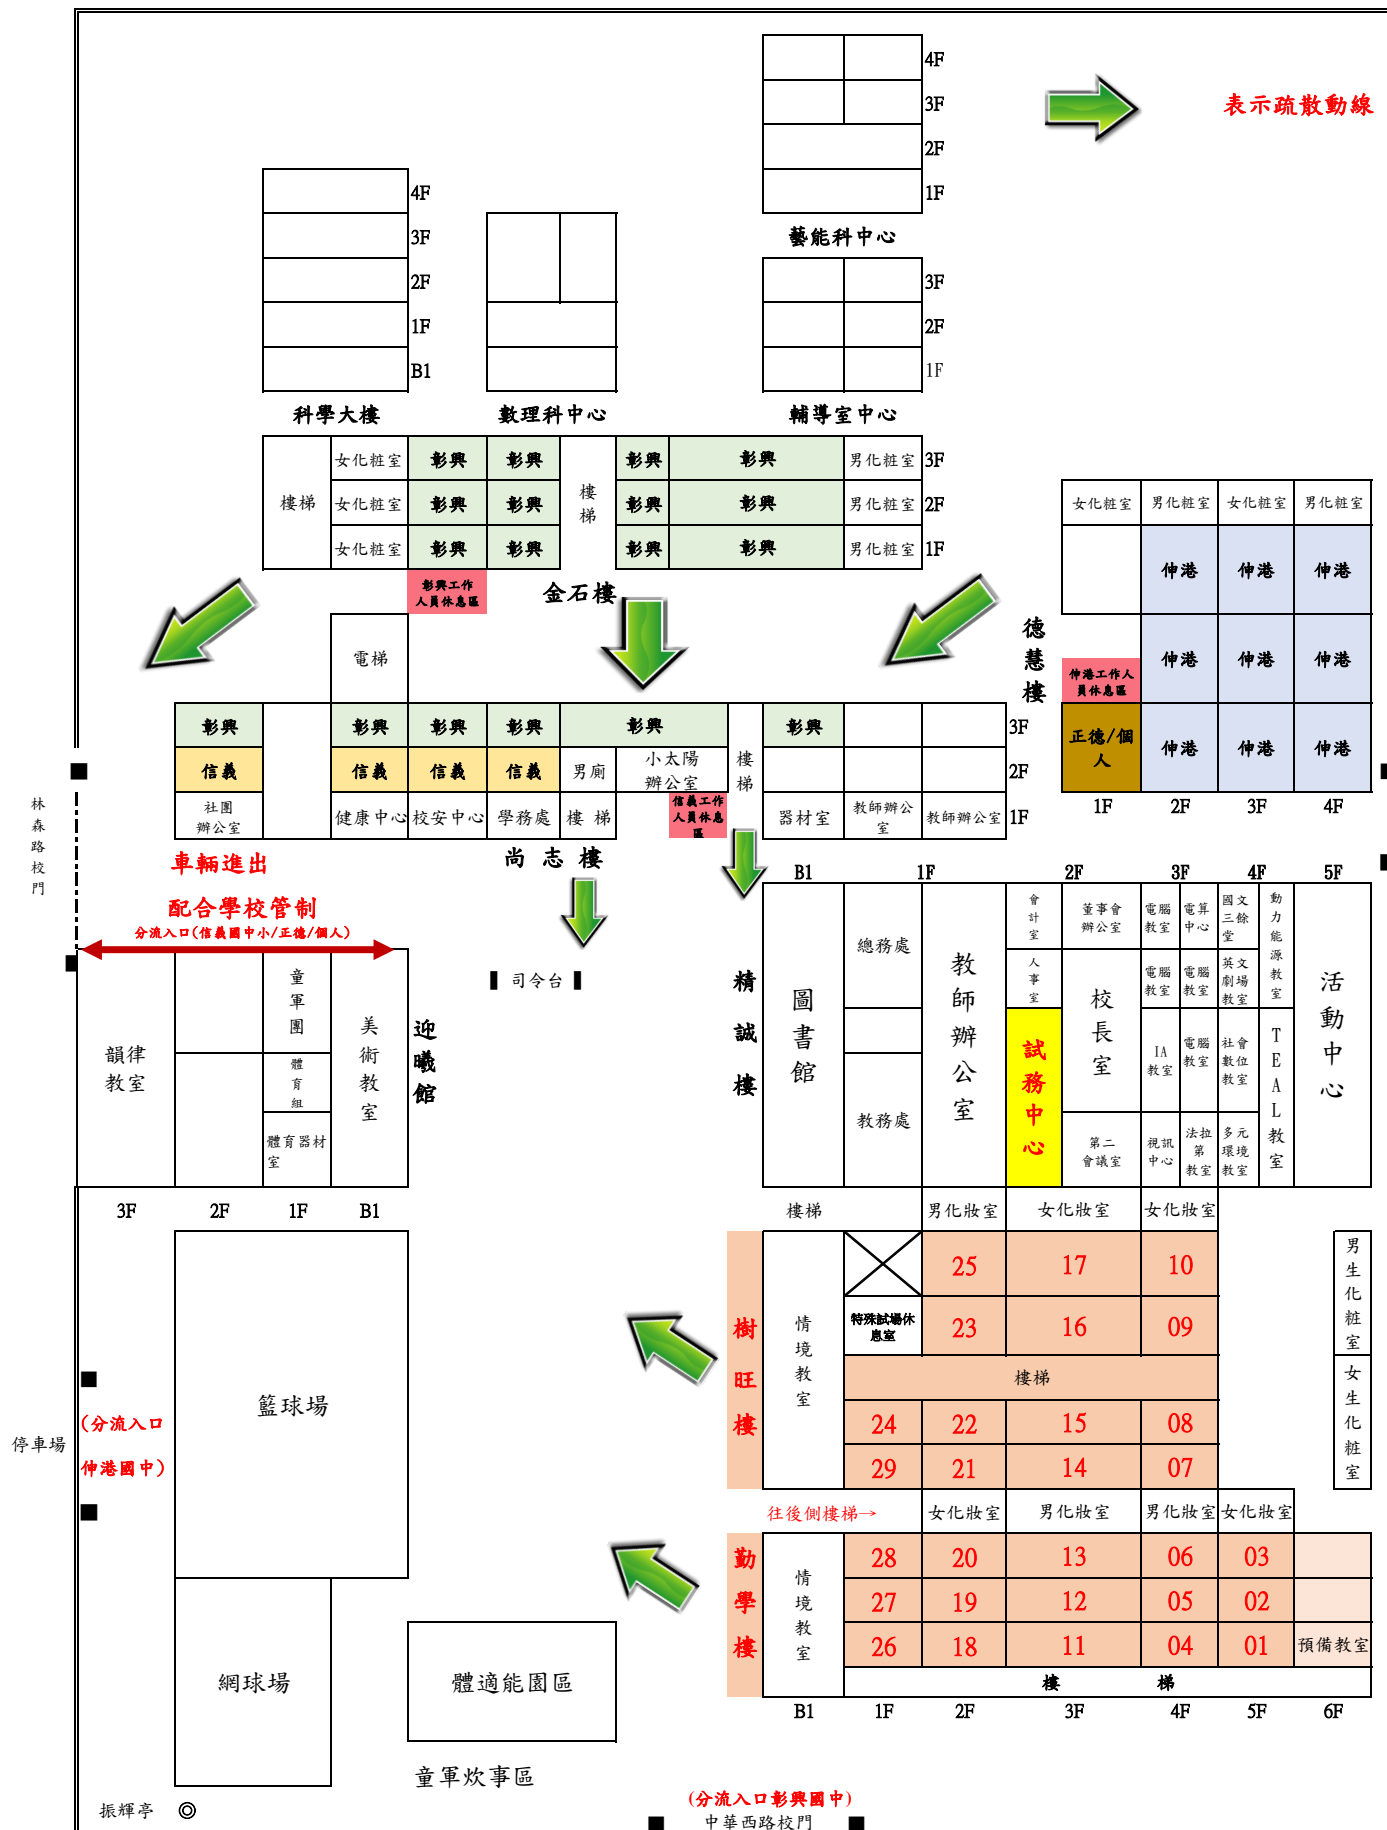 4F
3F
表示疏散動線
2F
1F
藝能科中心
4F
3F
2F
1F
B1
科學大樓
數理科中心
3F
2F
1F
輔導室中心
樓梯
女化粧室 彰興 彰興
樓梯
彰興 彰興 男化粧室 3F
女化粧室 彰興 彰興 彰興 彰興 男化粧室 2F
女化粧室 彰興 彰興 彰興 彰興 男化粧室 1F
彰興工作
人員休息區
金石樓
電梯
女化粧室 男化粧室 女化粧室 男化粧室
伸港 伸港 伸港
伸港 伸港 伸港
伸港工作人
員休息區
正德/個
人
伸港 伸港 伸港
1F 2F 3F 4F
德慧樓
彰興 彰興 彰興 彰興 彰興
樓梯
彰興 3F
信義 信義 信義 信義 男廁
小太陽
辦公室
2F
社團
辦公室
健康中心 校安中心 學務處 樓 梯
信義工作
人員休息
區
器材室
教師辦公
室
教師辦公室 1F
尚 志 樓
林森路校門
車輛進出
配合學校管制
分流入口(信義國中小/正德/個人)
韻律
教室
童軍團
體育組
體育器材
室
美術教室
迎曦館
3F 2F 1F B1
司令台
精誠樓
B1 1F 2F 3F 4F 5F
圖書館
總務處
教務處
教師辦公室
會計室
人事室
試務中心
董事會
辦公室
校長室
第二
會議室
電腦
教室
電算
中心
電腦
教室
電腦
教室
IA
教室
電腦
教室
視訊
中心
法拉
第
教室
國文
三餘
堂
英文
劇場
教室
社會
數位
教室
多元
環境
教室
動力能源教室
TEAL教室
活動中心
樓梯 男化妝室 女化妝室 女化妝室
樹旺樓
情境教室
25 17 10
特殊試場休
息室
23 16 09
樓梯
24 22 15 08
29 21 14 07
男生化粧室
女生化粧室
往後側樓梯→ 女化妝室 男化妝室 男化妝室 女化妝室
勤學樓
情境教室
28 20 13 06 03
27 19 12 05 02
26 18 11 04 01 預備教室
樓 梯
B1 1F 2F 3F 4F 5F 6F
籃球場
停車場
(分流入口
伸港國中)
網球場
體適能園區
童軍炊事區
振輝亭 ◎
(分流入口彰興國中)
中華西路校門